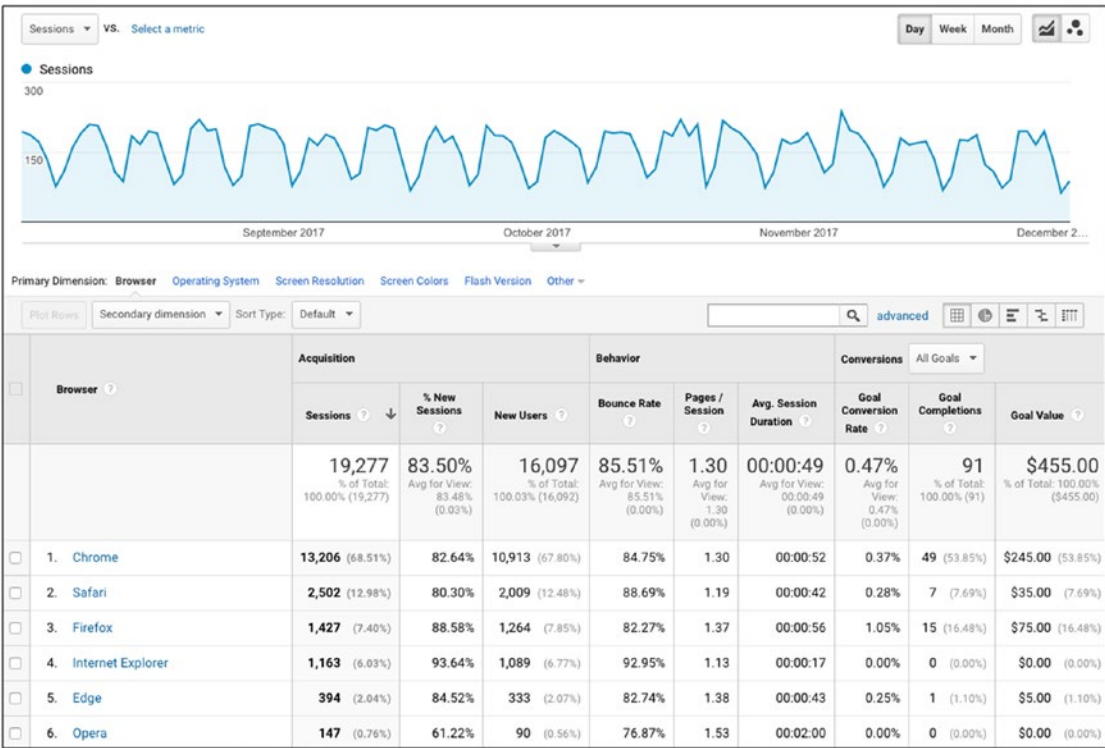 Sessions VS. Select a metric
Day Week Month
Sessions
300
150
September 2017 October 2017 November 2017 December 2...
Primary Dimension: Browser Operating System Screen Resolution Screen Colors Flash Version Other
Plot Rows Secondary dimension Sort Type: Default advanced
Acquisition Behavior Conversions All Goals
Browser ? Sessions ? % New Sessions ? New Users ? Bounce Rate ? Pages / Session ? Avg. Session Duration ? Goal Conversion Rate ? Goal Completions ? Goal Value ?
19,277 83.50% 16,097 85.51% 1.30 00:00:49 0.47% 91 $455.00
% of Total: 100.00% (19,277) Avg for View: 83.48% (0.03%) % of Total: 100.03% (16,092) Avg for View: 85.51% (0.00%) Avg for View: 1.30 (0.00%) Avg for View: 00:00:49 (0.00%) Avg for View: 0.47% (0.00%) % of Total: 100.00% (91) % of Total: 100.00% ($455.00)
1. Chrome 13,206 (68.51%) 82.64% 10,913 (67.80%) 84.75% 1.30 00:00:52 0.37% 49 (53.85%) $245.00 (53.85%)
2. Safari 2,502 (12.98%) 80.30% 2,009 (12.48%) 88.69% 1.19 00:00:42 0.28% 7 (7.69%) $35.00 (7.69%)
3. Firefox 1,427 (7.40%) 88.58% 1,264 (7.85%) 82.27% 1.37 00:00:56 1.05% 15 (16.48%) $75.00 (16.48%)
4. Internet Explorer 1,163 (6.03%) 93.64% 1,089 (6.77%) 92.95% 1.13 00:00:17 0.00% 0 (0.00%) $0.00 (0.00%)
5. Edge 394 (2.04%) 84.52% 333 (2.07%) 82.74% 1.38 00:00:43 0.25% 1 (1.10%) $5.00 (1.10%)
6. Opera 147 (0.76%) 61.22% 90 (0.56%) 76.87% 1.53 00:02:00 0.00% 0 (0.00%) $0.00 (0.00%)